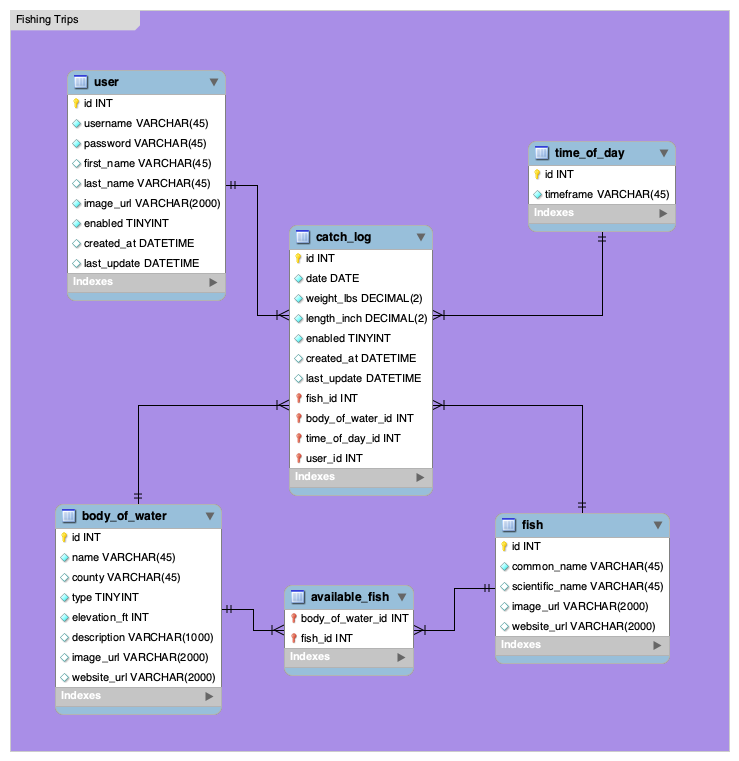 Fishing Trips
user
id INT
username VARCHAR(45)
password VARCHAR(45)
first_name VARCHAR(45)
last_name VARCHAR(45)
image_url VARCHAR(2000)
enabled TINYINT
created_at DATETIME
last_update DATETIME
Indexes
time_of_day
id INT
timeframe VARCHAR(45)
Indexes
catch_log
id INT
date DATE
weight_lbs DECIMAL(2)
length_inch DECIMAL(2)
enabled TINYINT
created_at DATETIME
last_update DATETIME
fish_id INT
body_of_water_id INT
time_of_day_id INT
user_id INT
Indexes
body_of_water
id INT
name VARCHAR(45)
county VARCHAR(45)
type TINYINT
elevation_ft INT
description VARCHAR(1000)
image_url VARCHAR(2000)
website_url VARCHAR(2000)
Indexes
available_fish
body_of_water_id INT
fish_id INT
Indexes
fish
id INT
common_name VARCHAR(45)
scientific_name VARCHAR(45)
image_url VARCHAR(2000)
website_url VARCHAR(2000)
Indexes